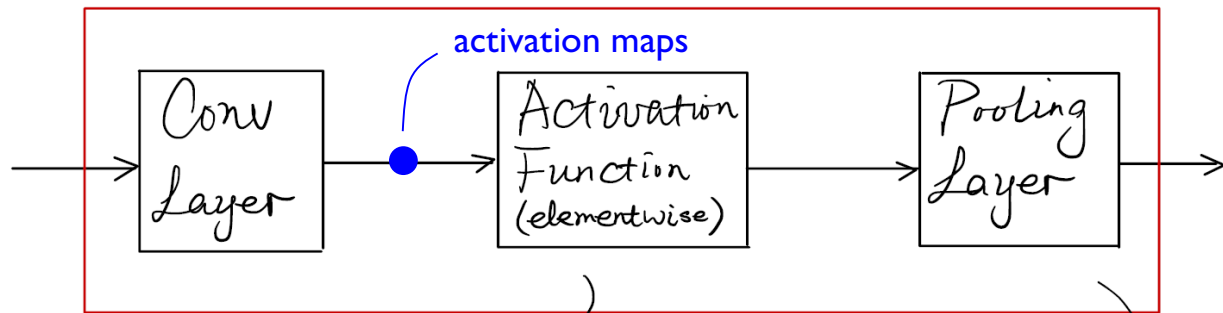 activation maps
Conv
Layer
Activation
Function
(elementwise)
Pooling
Layer